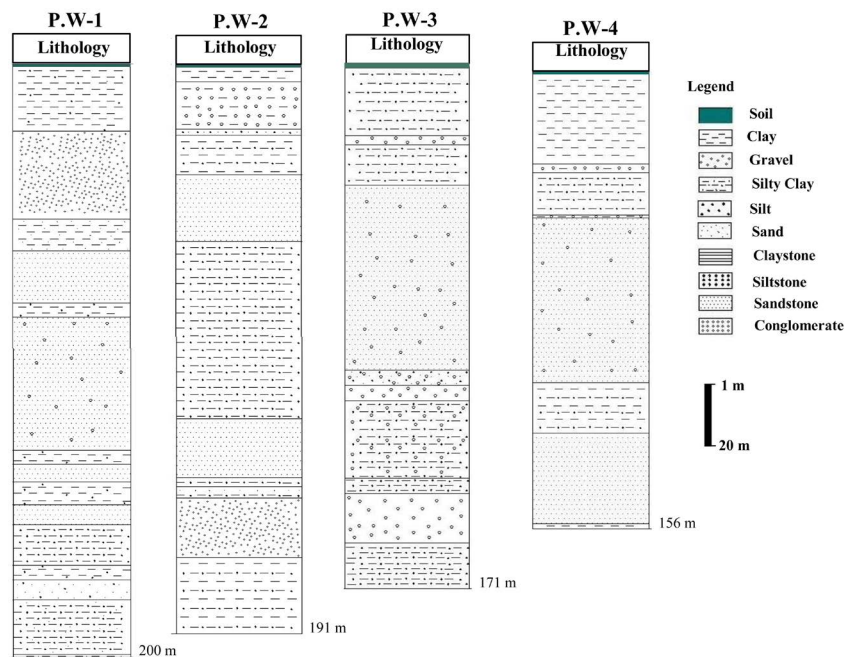 P.W-1
Lithology
200 m
P.W-2
Lithology
191 m
P.W-3
Lithology
171 m
P.W-4
Lithology
156 m
Legend
Soil
Clay
Gravel
Silty Clay
Silt
Sand
Claystone
Siltstone
Sandstone
Conglomerate
1 m
20 m